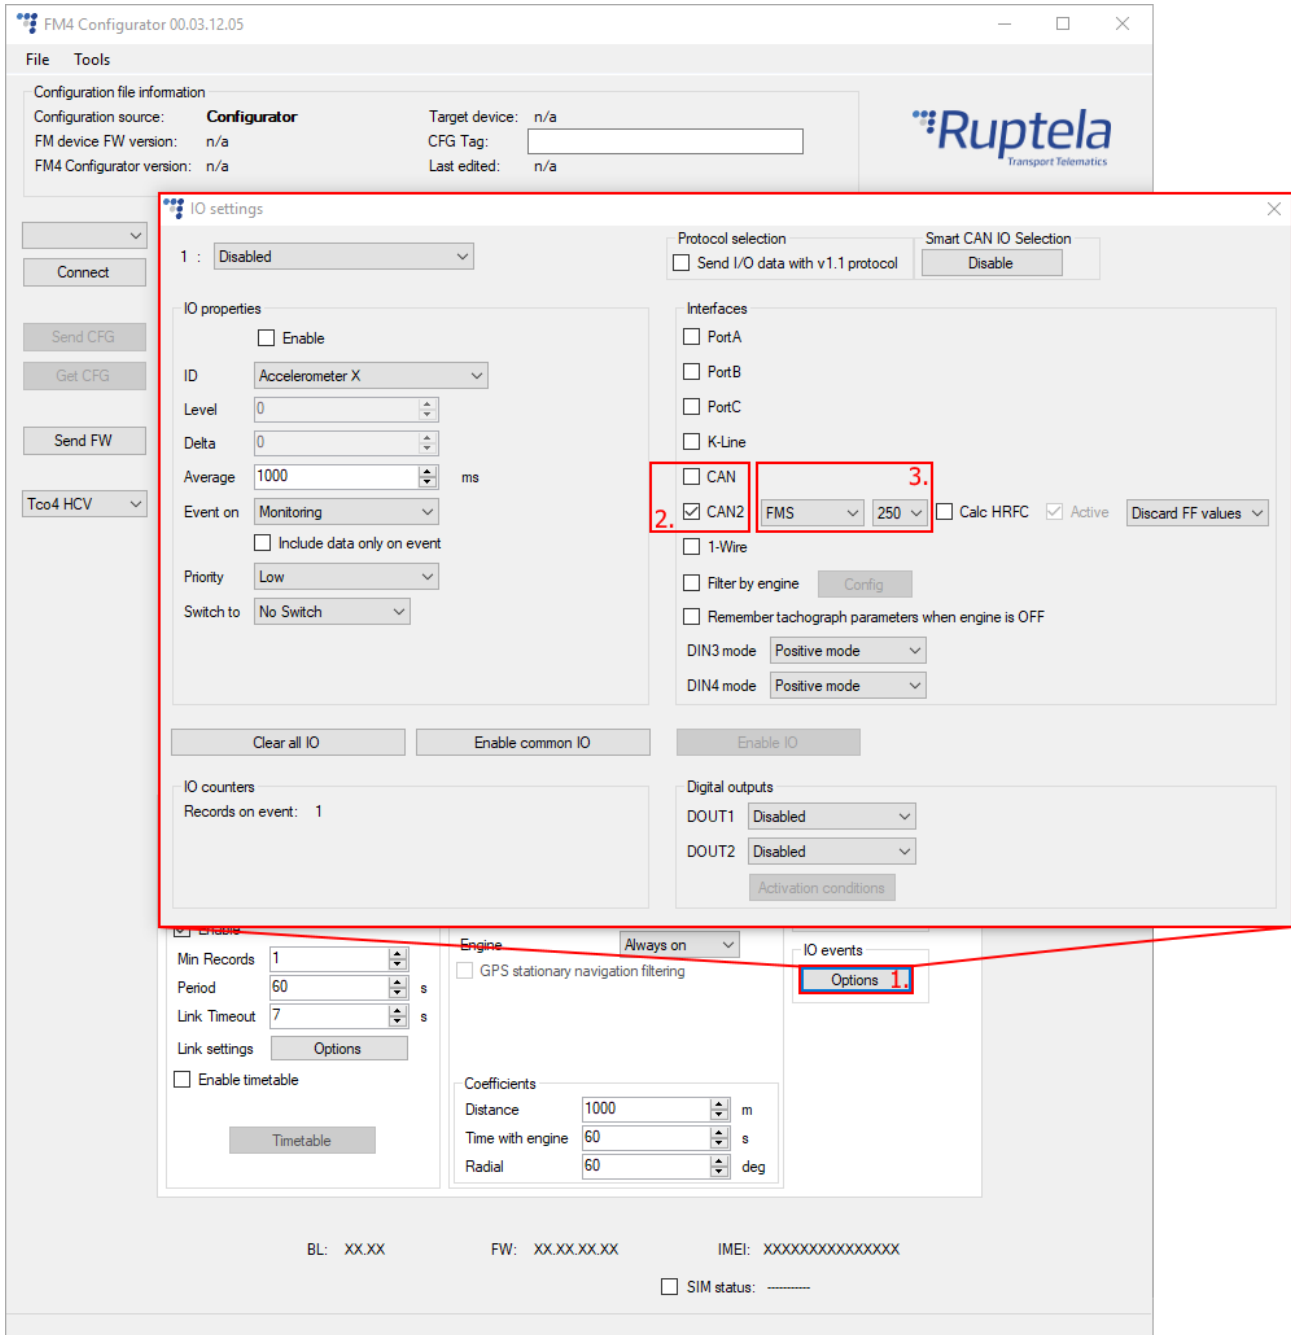 FM4 Configurator 00.03.12.05
File Tools
Configuration file information
Configuration source: Configurator Target device: n/a
FM device FW version: n/a CFG Tag:
FM4 Configurator version: n/a Last edited: n/a
Ruptela
Transport Telematics
IO settings
Connect
Send CFG
Get CFG
Send FW
Tco4 HCV
1 : Disabled
Protocol selection
Send I/O data with v1.1 protocol
Smart CAN IO Selection
Disable
IO properties
Enable
ID Accelerometer X
Level 0
Delta 0
Average 1000 ms
Event on Monitoring
Include data only on event
Priority Low
Switch to No Switch
Interfaces
PortA
PortB
PortC
K-Line
CAN 3.
2. CAN2 FMS 250 Calc HRFC Active Discard FF values
1-Wire
Filter by engine Config
Remember tachograph parameters when engine is OFF
DIN3 mode Positive mode
DIN4 mode Positive mode
Clear all IO Enable common IO Enable IO
IO counters
Records on event: 1
Digital outputs
DOUT1 Disabled
DOUT2 Disabled
Activation conditions
Enable
Min Records 1
Period 60 s
Link Timeout 7 s
Link settings Options
Enable timetable
Timetable
Engine Always on
GPS stationary navigation filtering
Coefficients
Distance 1000 m
Time with engine 60 s
Radial 60 deg
IO events
Options 1.
BL: XX.XX FW: XX.XX.XX.XX IMEI: XXXXXXXXXXXXXXX
SIM status: -----------